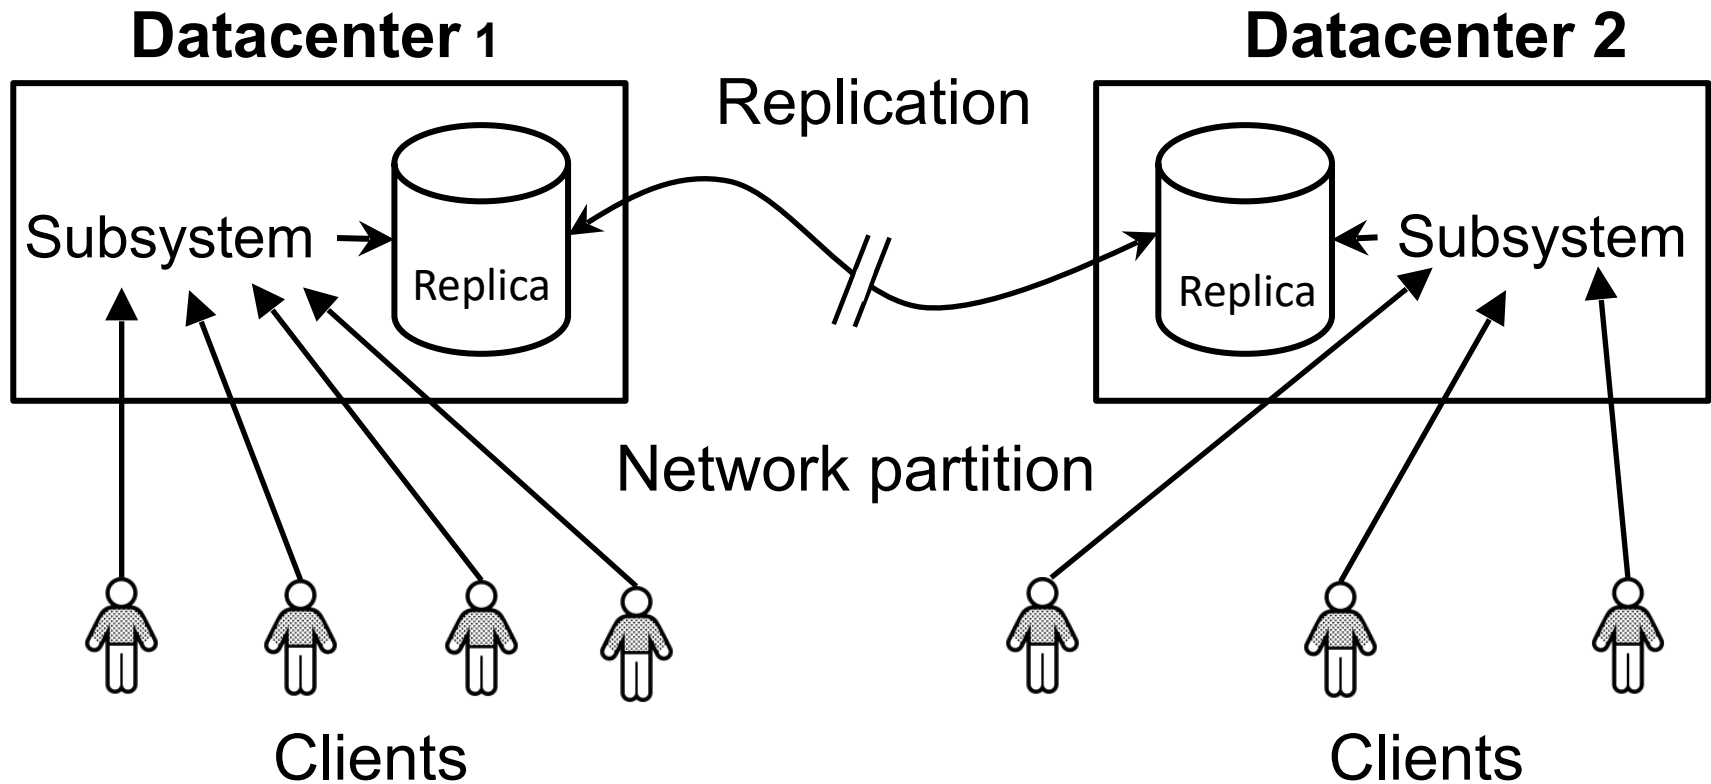 Datacenter 1
Datacenter 2
Replication
Subsystem
Replica
Replica
Subsystem
Network partition
Clients
Clients